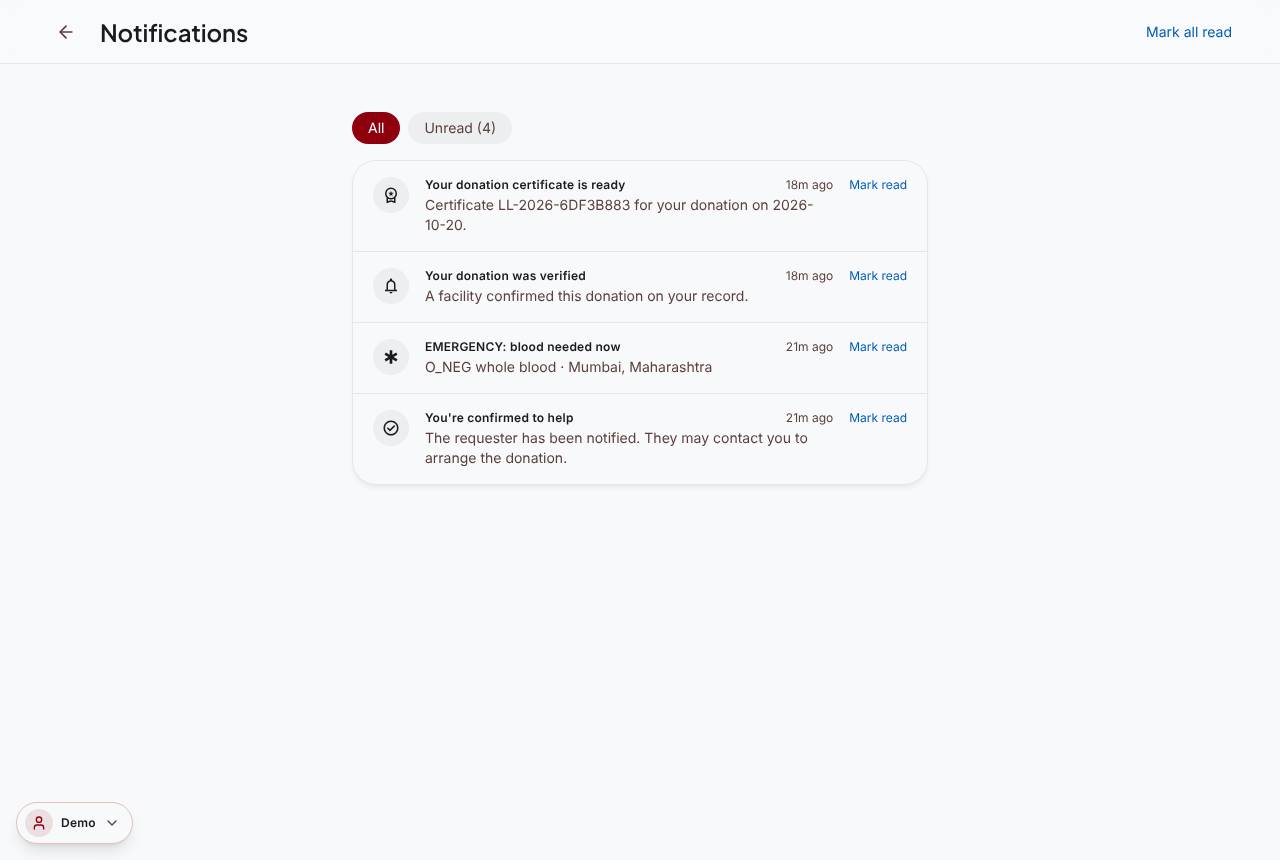 Notifications
Mark all read
All
Unread (4)
Your donation certificate is ready
18m ago
Mark read
Certificate LL-2026-6DF3B883 for your donation on 2026-
10-20.
Your donation was verified
18m ago
Mark read
A facility confirmed this donation on your record.
EMERGENCY: blood needed now
21m ago
Mark read
O_NEG whole blood · Mumbai, Maharashtra
You're confirmed to help
21m ago
Mark read
The requester has been notified. They may contact you to
arrange the donation.
Demo